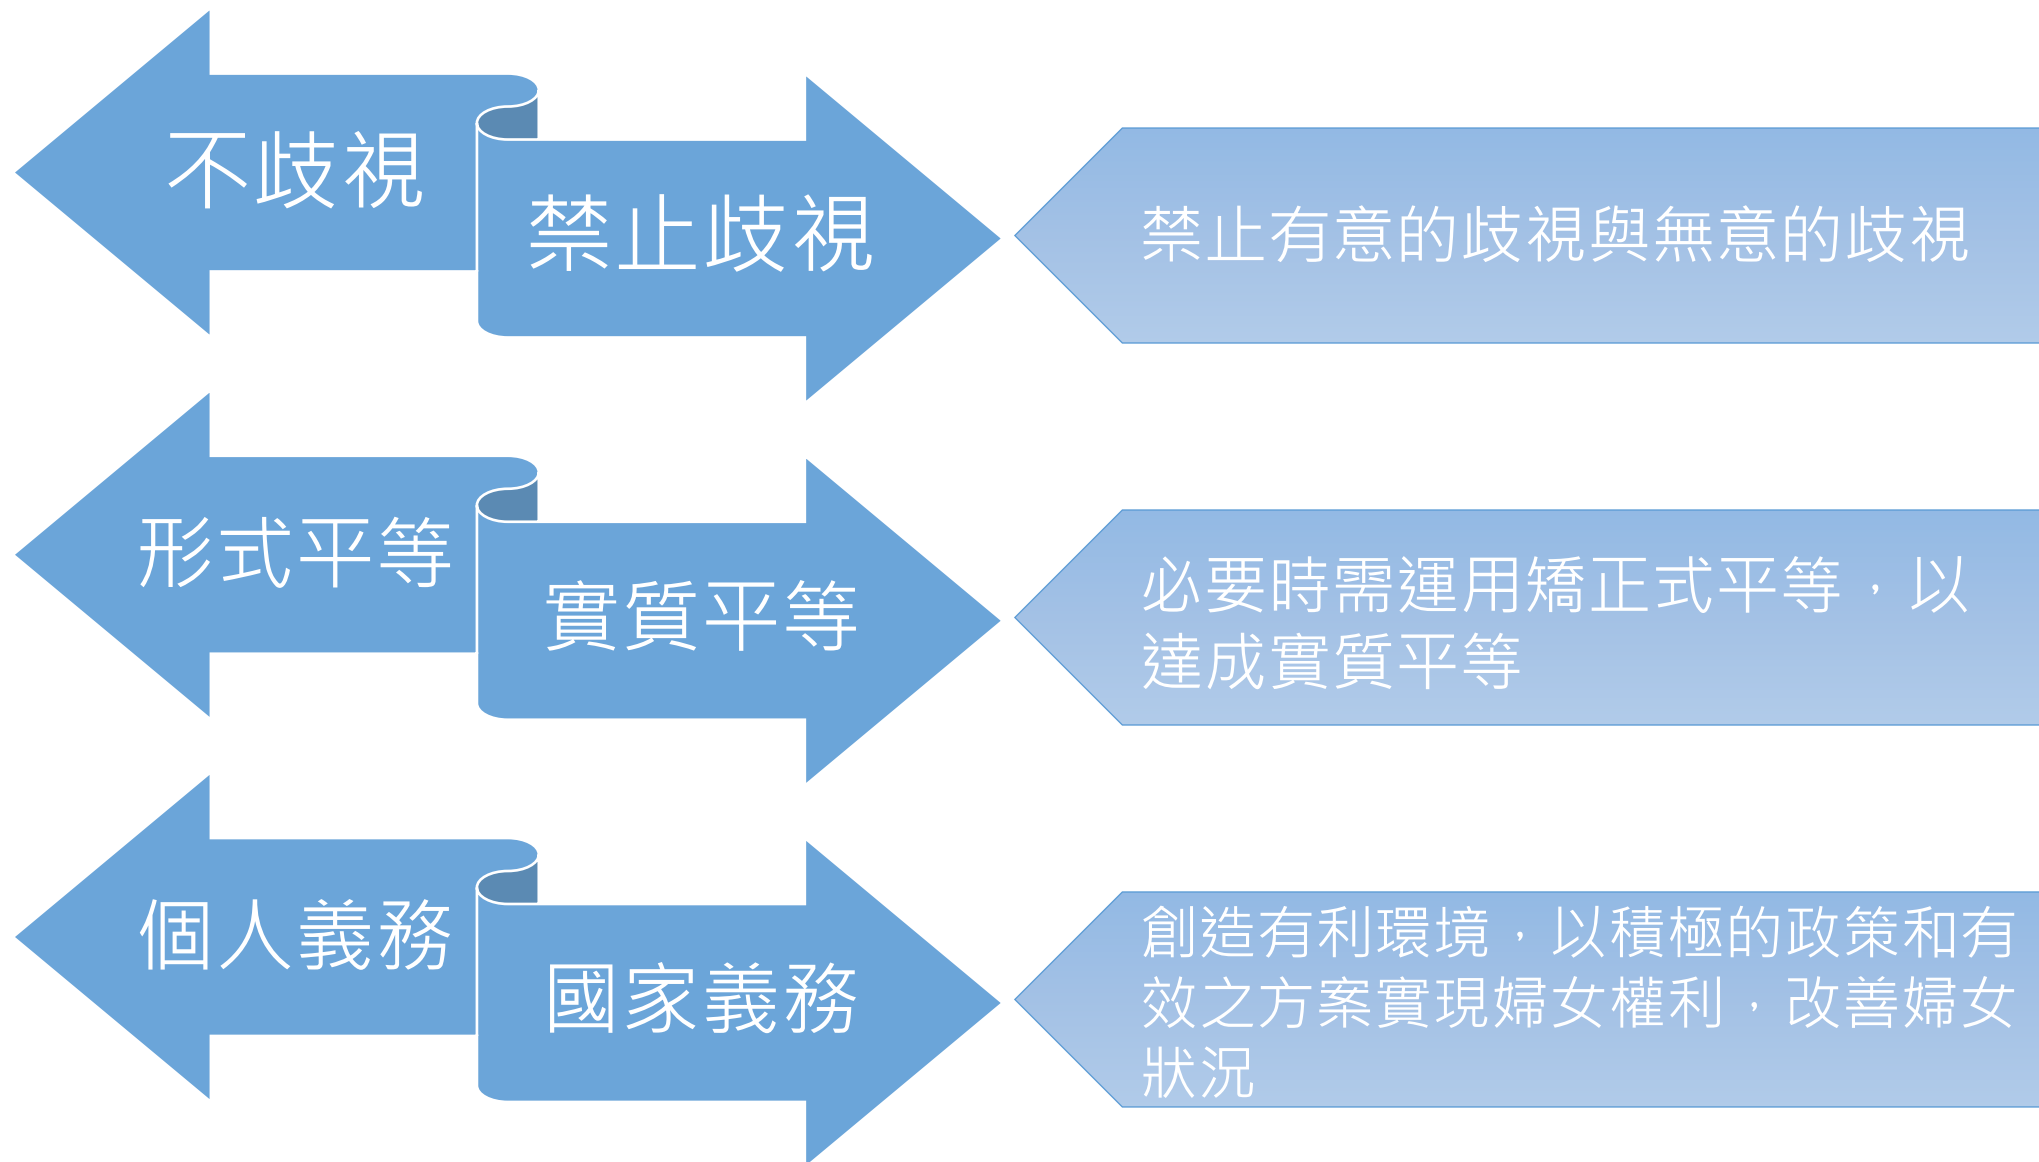 不歧視
禁止歧視
禁止有意的歧視與無意的歧視
形式平等
實質平等
必要時需運用矯正式平等，以
達成實質平等
個人義務
國家義務
創造有利環境，以積極的政策和有
效之方案實現婦女權利，改善婦女
狀況